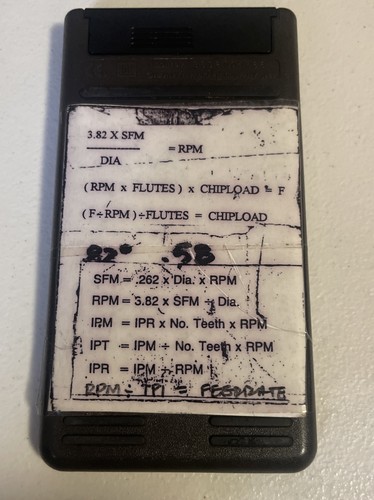 3.82 X SFM
DIA
= RPM
( RPM x FLUTES ) x CHIPLOAD = F
(F÷RPM)÷FLUTES = CHIPLOAD
82° .58
SFM = .262 x Dia. x RPM
RPM = 3.82 x SFM ÷ Dia.
IPM = IPR x No. Teeth x RPM
IPT = IPM ÷ No. Teeth x RPM
IPR = IPM ÷ RPM
RPM ÷ TPI = FEEDRATE